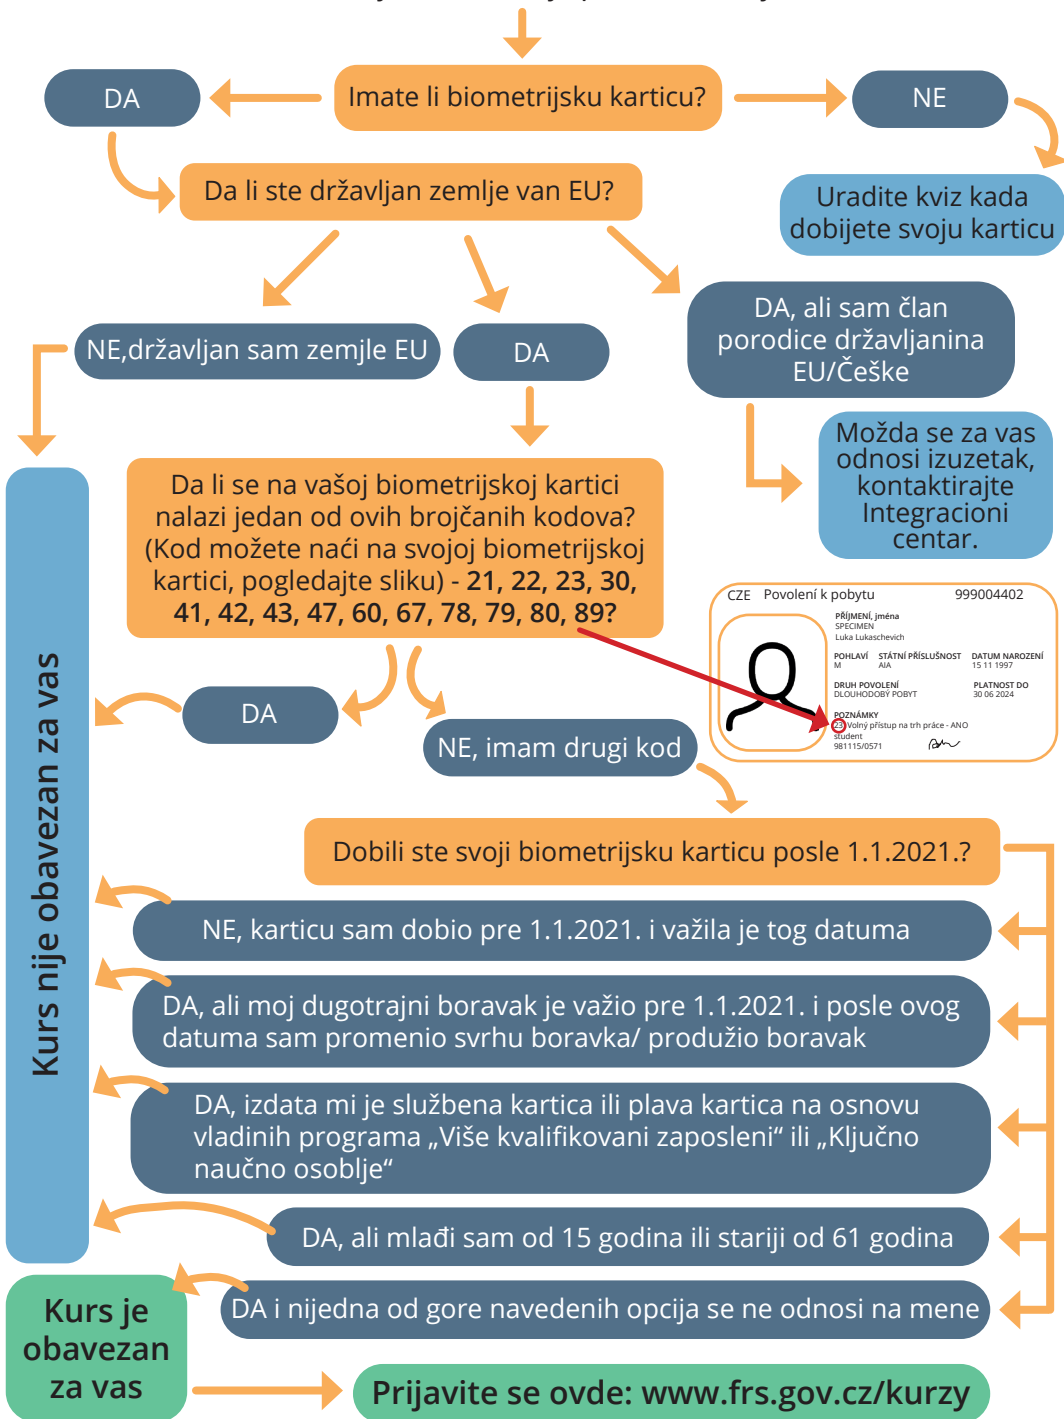 Imate li biometrijsku karticu?
DA
NE
Da li ste državljan zemlje van EU?
Uradite kviz kada
dobijete svoju karticu
NE,državljan sam zemjle EU
DA
DA, ali sam član
porodice državljanina
EU/Češke
Možda se za vas
odnosi izuzetak,
kontaktirajte
Integracioni
centar.
Da li se na vašoj biometrijskoj kartici
nalazi jedan od ovih brojčanih kodova?
(Kod možete naći na svojoj biometrijskoj
kartici, pogledajte sliku) - 21, 22, 23, 30,
41, 42, 43, 47, 60, 67, 78, 79, 80, 89?
CZE Povolení k pobytu 999004402
PŘÍJMENÍ, jména
SPECIMEN
Luka Lukaschevich
POHLAVÍ STÁTNÍ PŘÍSLUŠNOST DATUM NAROZENÍ
M AIA 15 11 1997
DRUH POVOLENÍ PLATNOST DO
DLOUHODOBÝ POBYT 30 06 2024
POZNÁMKY
23 Volný přístup na trh práce - ANO
student
981115/0571
DA
NE, imam drugi kod
Kurs nije obavezan za vas
Dobili ste svoji biometrijsku karticu posle 1.1.2021.?
NE, karticu sam dobio pre 1.1.2021. i važila je tog datuma
DA, ali moj dugotrajni boravak je važio pre 1.1.2021. i posle ovog
datuma sam promenio svrhu boravka/ produžio boravak
DA, izdata mi je službena kartica ili plava kartica na osnovu
vladinih programa „Više kvalifikovani zaposleni“ ili „Ključno
naučno osoblje“
DA, ali mlađi sam od 15 godina ili stariji od 61 godina
DA i nijedna od gore navedenih opcija se ne odnosi na mene
Kurs je
obavezan
za vas
Prijavite se ovde: www.frs.gov.cz/kurzy